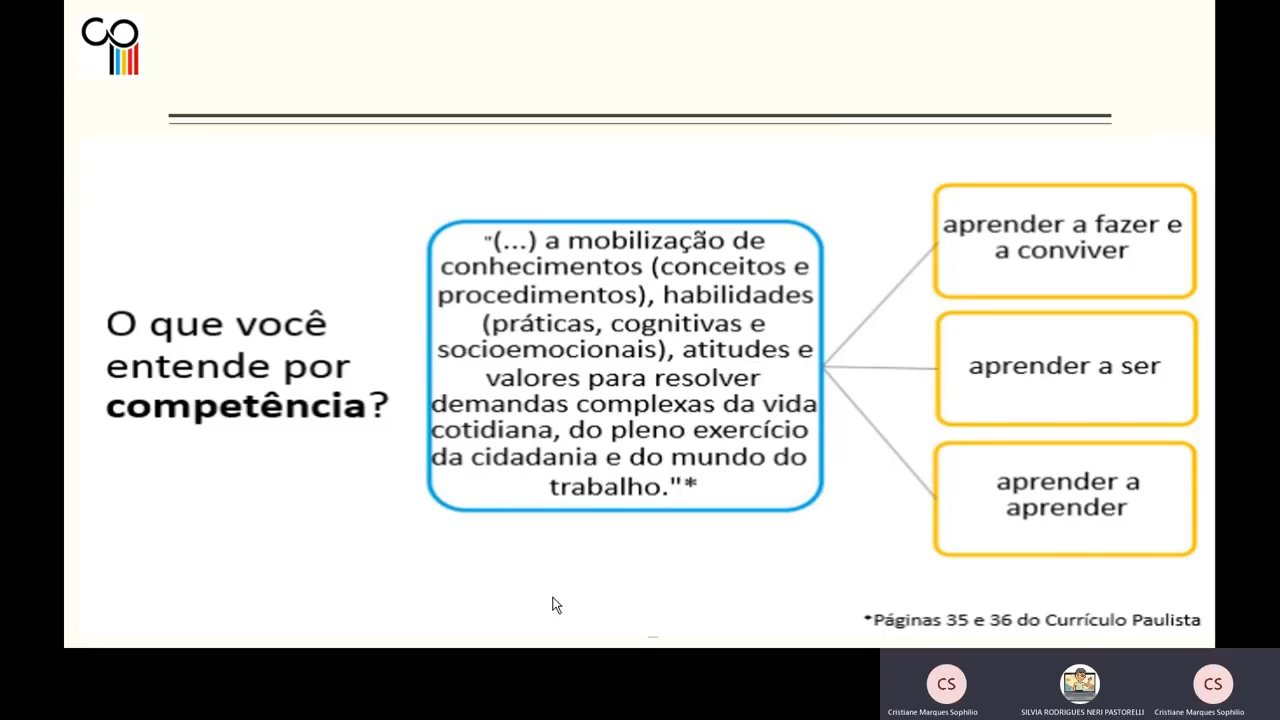 O que você
entende por
competência?
"(...) a mobilização de
conhecimentos (conceitos e
procedimentos), habilidades
(práticas, cognitivas e
socioemocionais), atitudes e
valores para resolver
demandas complexas da vida
cotidiana, do pleno exercício
da cidadania e do mundo do
trabalho."*
aprender a fazer e
a conviver
aprender a ser
aprender a
aprender
*Páginas 35 e 36 do Currículo Paulista
CS
CS
Cristiane Marques Sophilio
SILVIA RODRIGUES NERI PASTORELLI
Cristiane Marques Sophilio